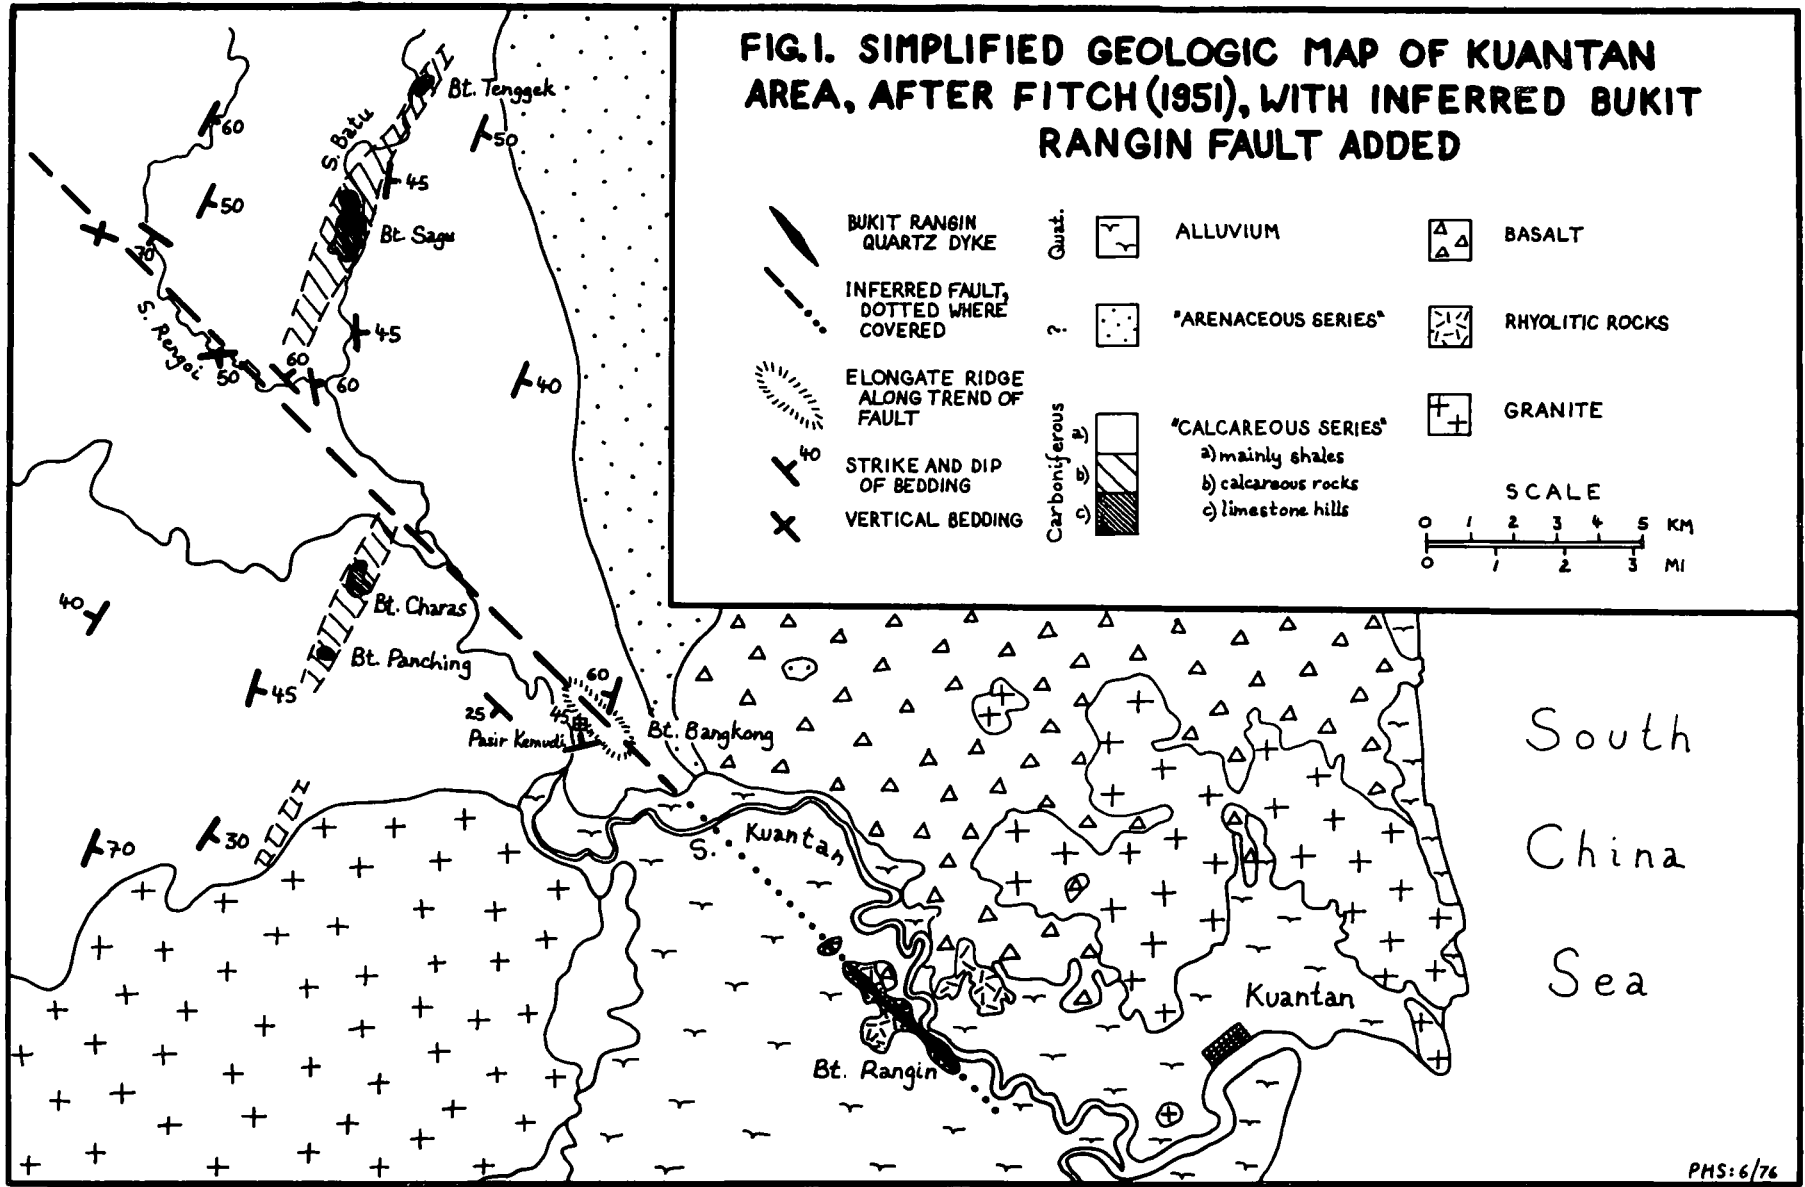 FIG.1. SIMPLIFIED GEOLOGIC MAP OF KUANTAN
AREA, AFTER FITCH (1951), WITH INFERRED BUKIT
RANGIN FAULT ADDED
BUKIT RANGIN
QUARTZ DYKE
INFERRED FAULT,
DOTTED WHERE
COVERED
ELONGATE RIDGE
ALONG TREND OF
FAULT
40
STRIKE AND DIP
OF BEDDING
VERTICAL BEDDING
Quat.
ALLUVIUM
?
"ARENACEOUS SERIES"
Carboniferous
a)
b)
c)
"CALCAREOUS SERIES"
a) mainly shales
b) calcareous rocks
c) limestone hills
BASALT
RHYOLITIC ROCKS
GRANITE
SCALE
0 1 2 3 4 5 KM
0 1 2 3 MI
Bt. Tenggek
60
S. Batu
50
45
50
Bt. Sagu
70
S. Rengoi
45
60
50
60
40
Bt. Charas
40
Bt. Panching
45
60
25
45
Pasir Kemudi
Bt. Bangkong
70
30
S. Kuantan
Bt. Rangin
Kuantan
South
China
Sea
PHS: 6/76